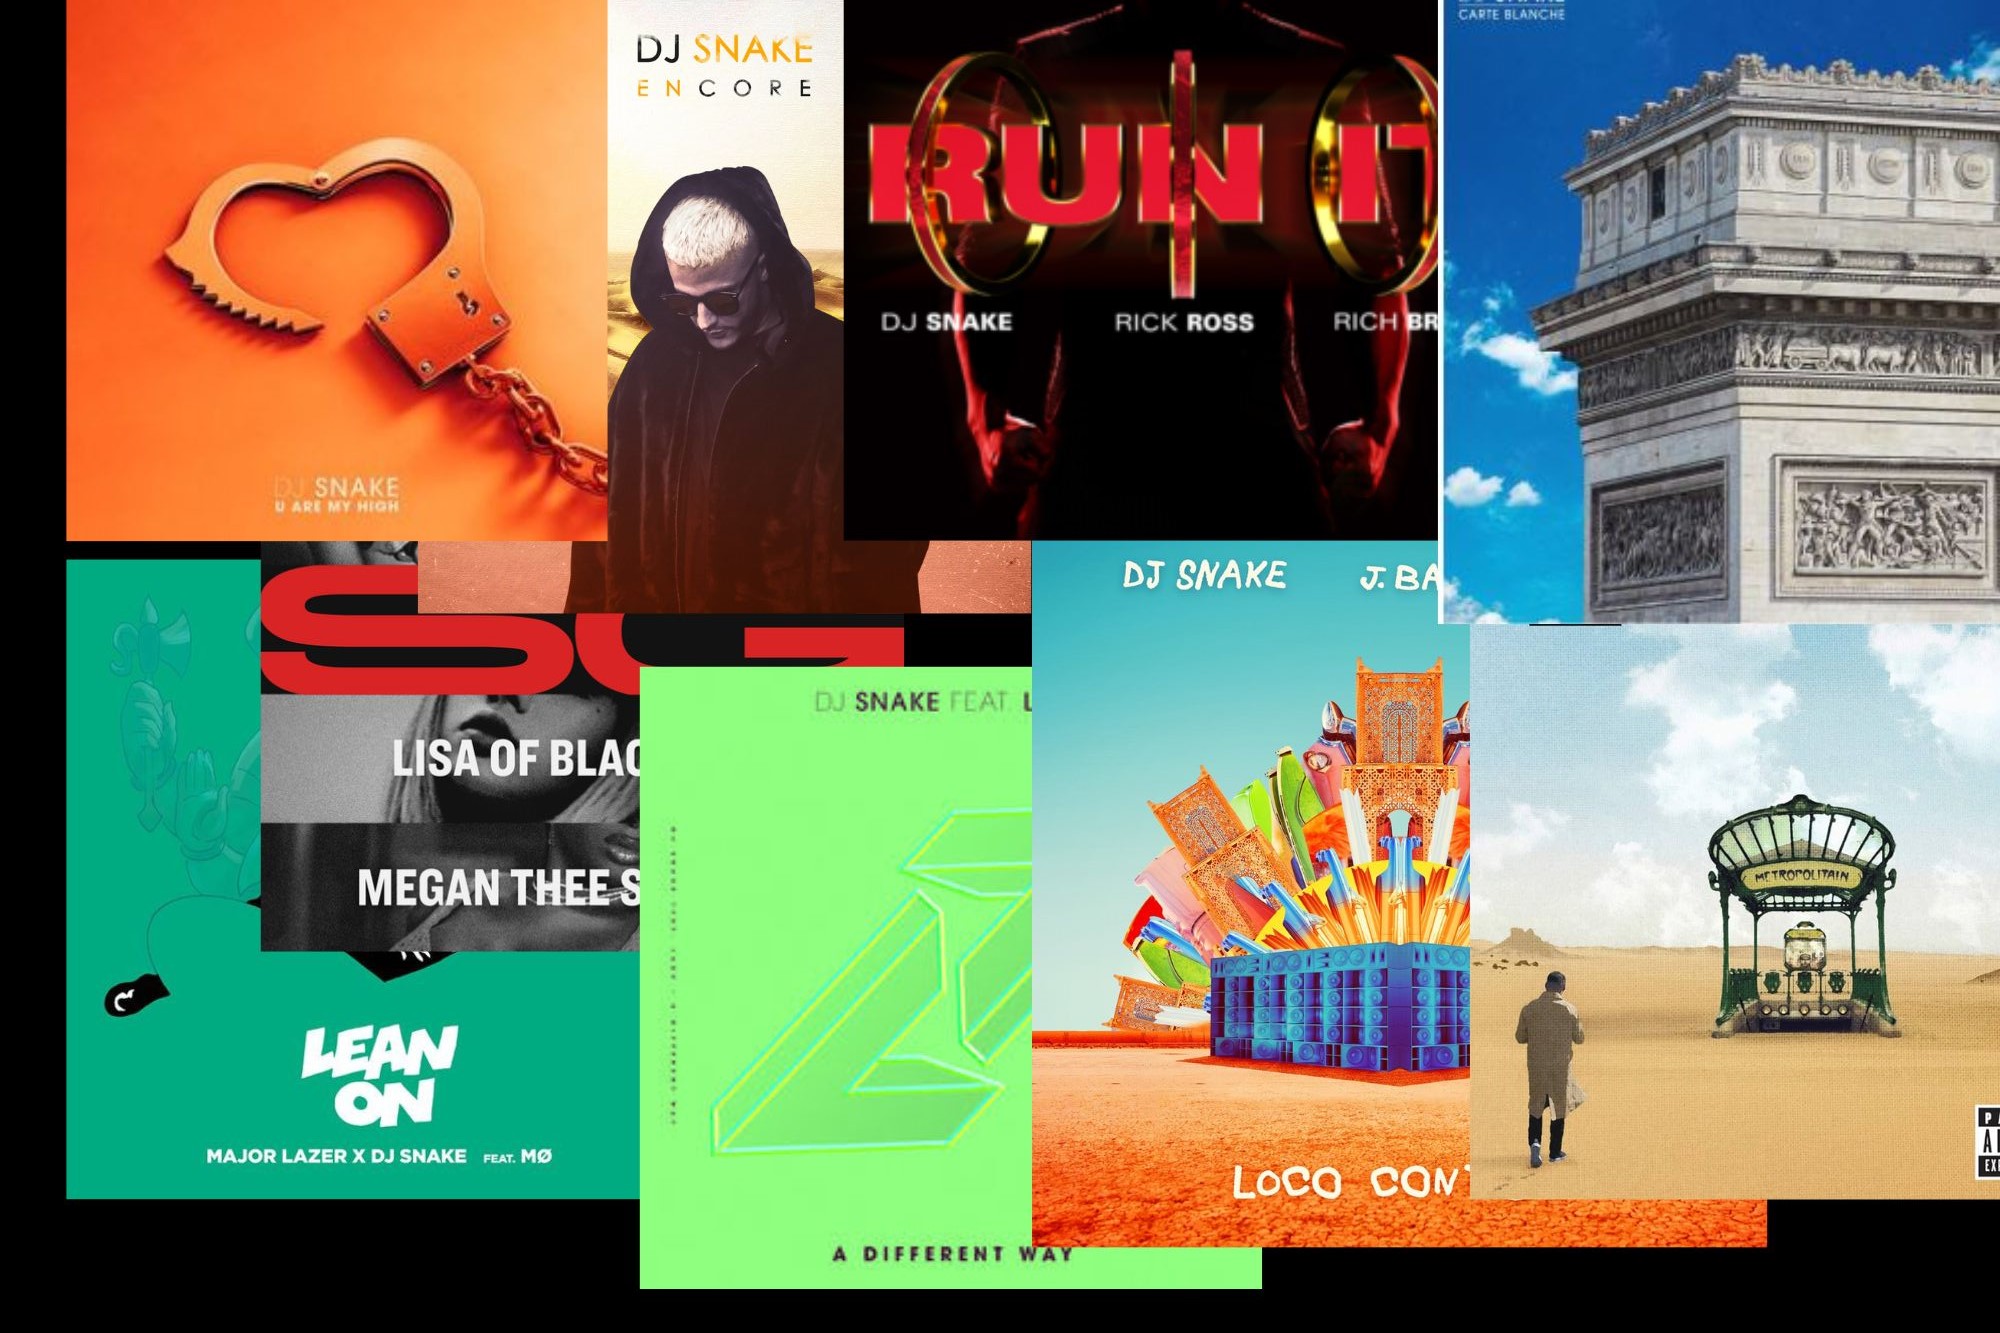 DJ SNAKE
U ARE MY HIGH
DJ SNAKE
ENCORE
RUN IT
DJ SNAKE
RICK ROSS
RICH BR
CARTE BLANCHE
SG
LISA OF BLAC
MEGAN THEE S
LEAN
ON
MAJOR LAZER X DJ SNAKE FEAT. MØ
DJ SNAKE FEAT. L
A DIFFERENT WAY
DJ SNAKE
J. BA
LOCO CON
METROPOLITAIN